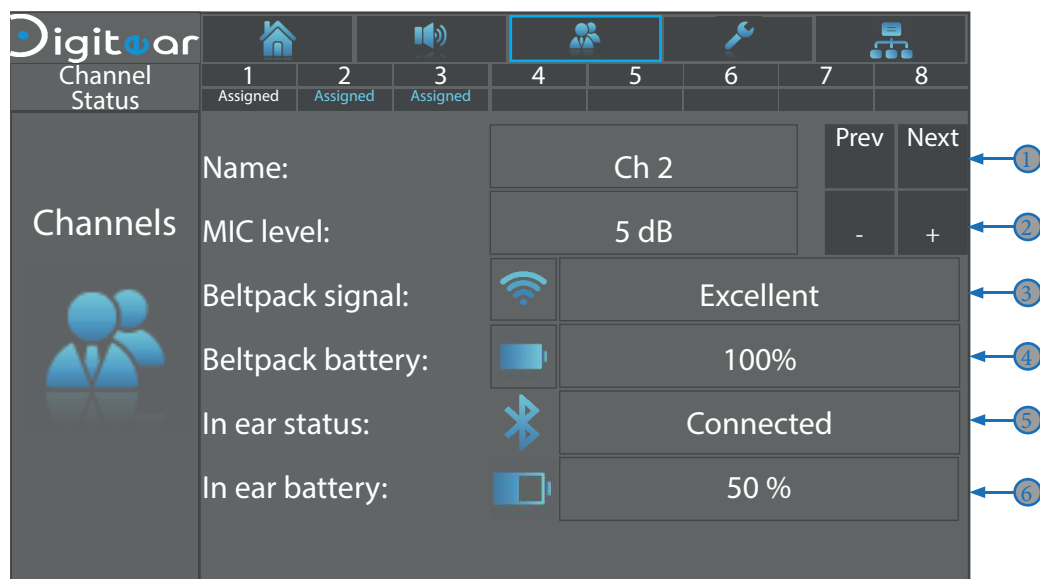 Digitear
Channel Status
1 2 3 4 5 6 7 8
Assigned Assigned Assigned
Channels
Name: Ch 2 Prev Next 1
MIC level: 5 dB - + 2
Beltpack signal: Excellent 3
Beltpack battery: 100% 4
In ear status: Connected 5
In ear battery: 50 % 6